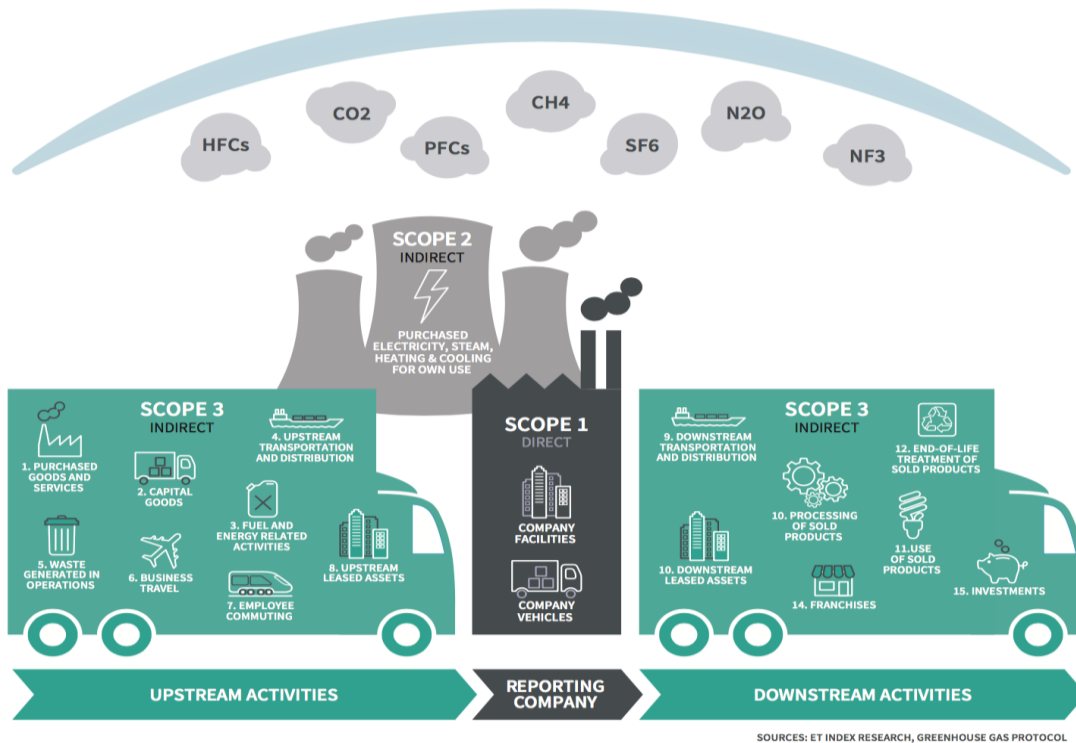 HFCs
CO2
PFCs
CH4
SF6
N2O
NF3
SCOPE 2
INDIRECT
PURCHASED
ELECTRICITY, STEAM,
HEATING & COOLING
FOR OWN USE
SCOPE 3
INDIRECT
1. PURCHASED
GOODS AND
SERVICES
2. CAPITAL
GOODS
3. FUEL AND
ENERGY RELATED
ACTIVITIES
4. UPSTREAM
TRANSPORTATION
AND DISTRIBUTION
5. WASTE
GENERATED IN
OPERATIONS
6. BUSINESS
TRAVEL
7. EMPLOYEE
COMMUTING
8. UPSTREAM
LEASED ASSETS
SCOPE 1
DIRECT
COMPANY
FACILITIES
COMPANY
VEHICLES
SCOPE 3
INDIRECT
9. DOWNSTREAM
TRANSPORTATION
AND DISTRIBUTION
10. PROCESSING
OF SOLD
PRODUCTS
11.USE
OF SOLD
PRODUCTS
12. END-OF-LIFE
TREATMENT OF
SOLD PRODUCTS
10. DOWNSTREAM
LEASED ASSETS
14. FRANCHISES
15. INVESTMENTS
UPSTREAM ACTIVITIES
REPORTING
COMPANY
DOWNSTREAM ACTIVITIES
SOURCES: ET INDEX RESEARCH, GREENHOUSE GAS PROTOCOL